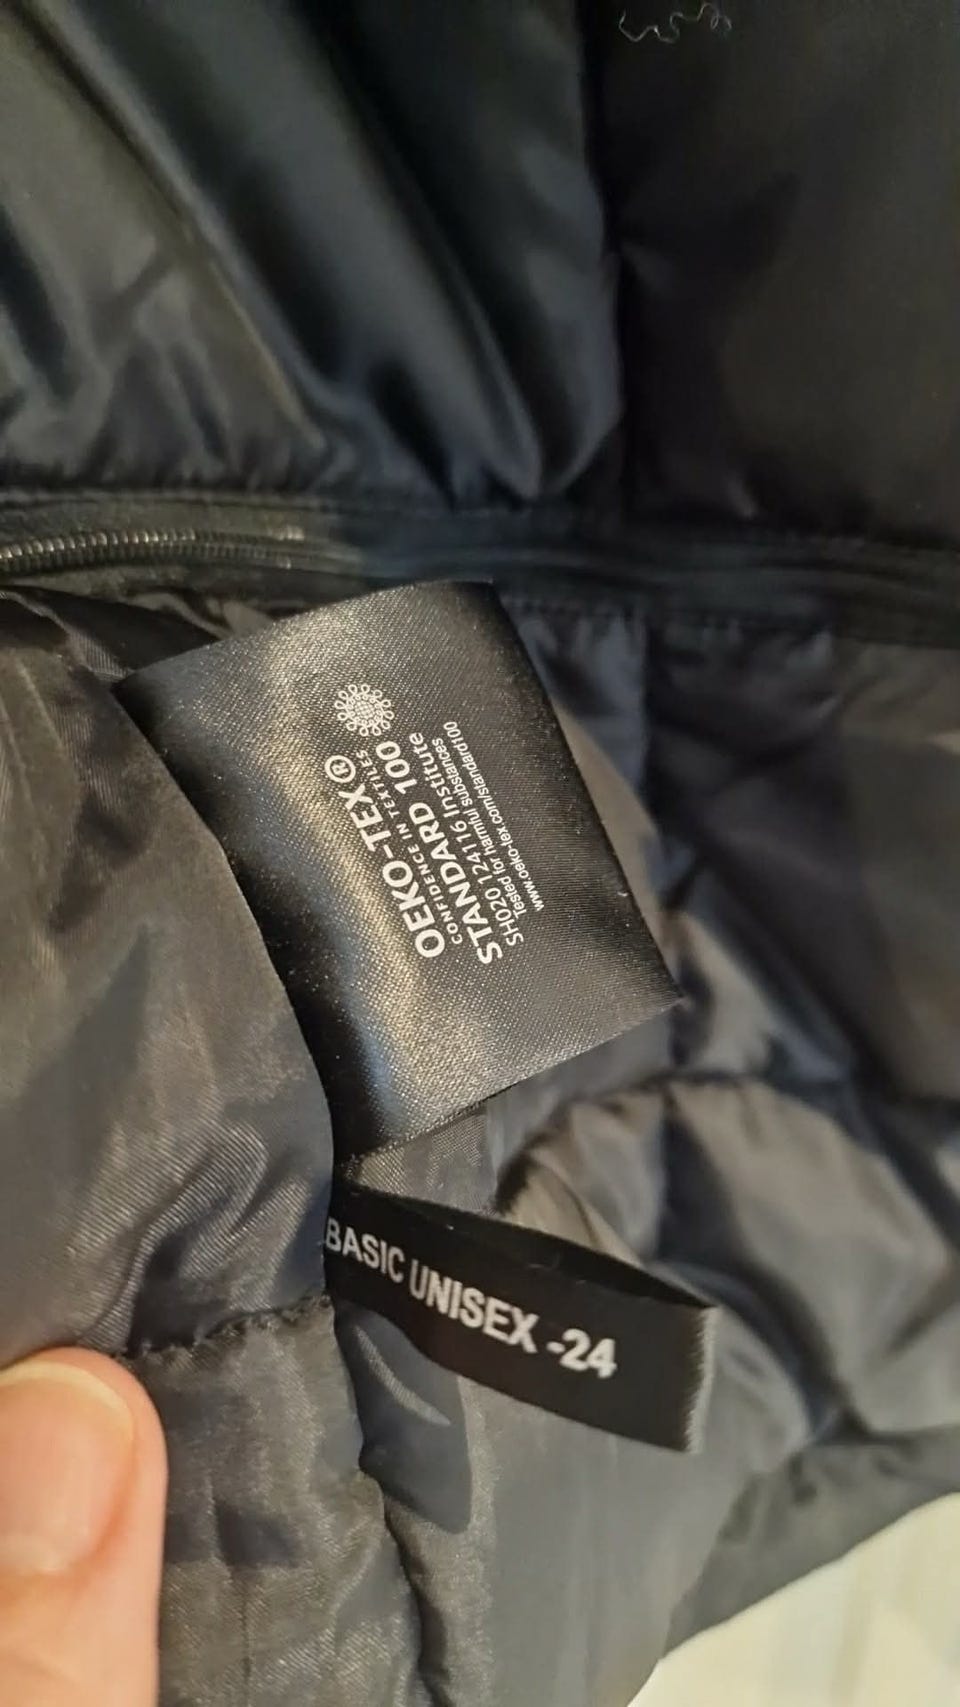 OEKO-TEX®
CONFIDENCE IN TEXTILES
STANDARD 100
SH020 124116 Institute
Tested for harmful substances
www.oeko-tex.com/standard100
BASIC UNISEX -24